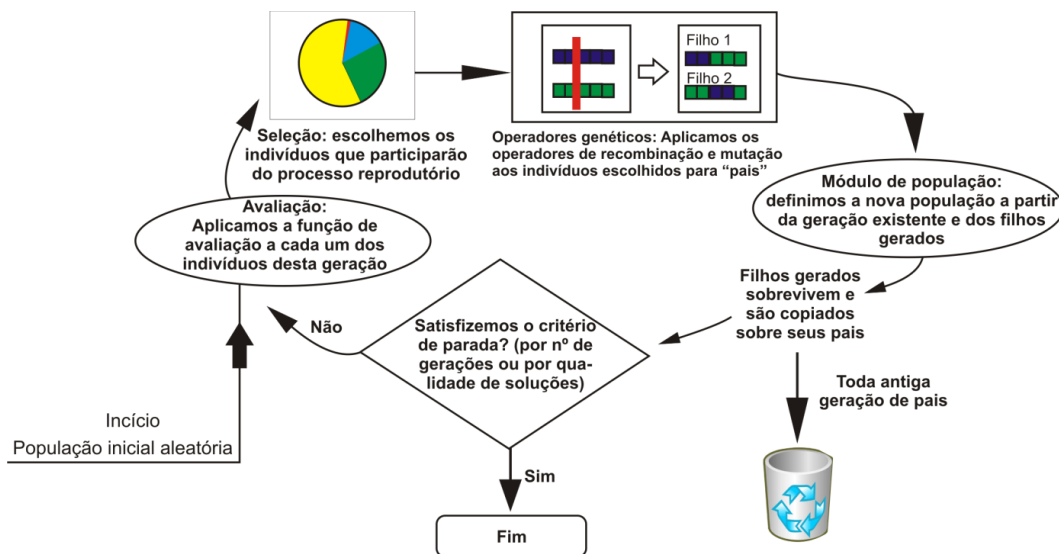 Seleção: escolhemos os
indivíduos que participarão
do processo reprodutório
Filho 1
Filho 2
Operadores genéticos: Aplicamos os
operadores de recombinação e mutação
aos indivíduos escolhidos para “pais”
Módulo de população:
definimos a nova população a partir
da geração existente e dos filhos
gerados
Avaliação:
Aplicamos a função de
avaliação a cada um dos
indivíduos desta geração
Filhos gerados
sobrevivem e
são copiados
sobre seus pais
Não
Satisfizemos o critério
de parada? (por nº de
gerações ou por qua-
lidade de soluções)
Toda antiga
geração de pais
Incício
População inicial aleatória
Sim
Fim